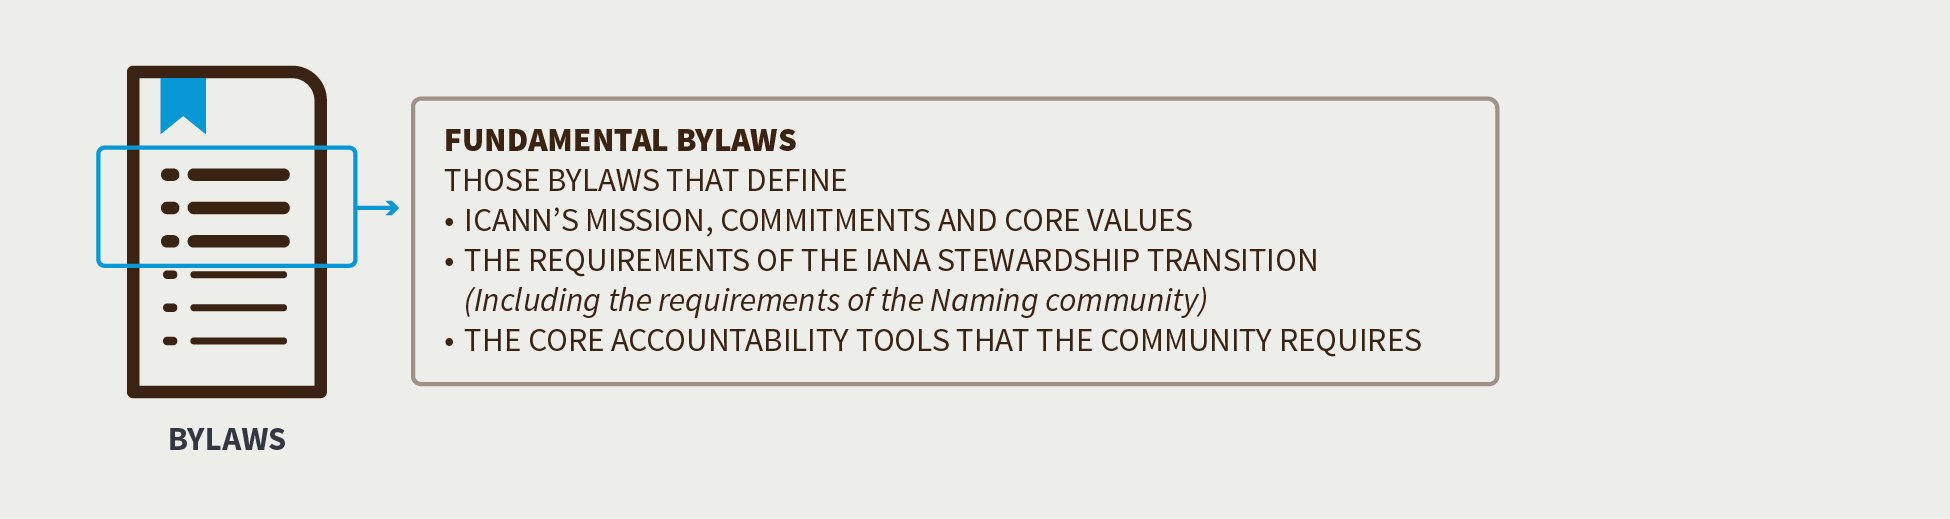 FUNDAMENTAL BYLAWS
THOSE BYLAWS THAT DEFINE
• ICANN’S MISSION, COMMITMENTS AND CORE VALUES
• THE REQUIREMENTS OF THE IANA STEWARDSHIP TRANSITION
(Including the requirements of the Naming community)
• THE CORE ACCOUNTABILITY TOOLS THAT THE COMMUNITY REQUIRES
BYLAWS